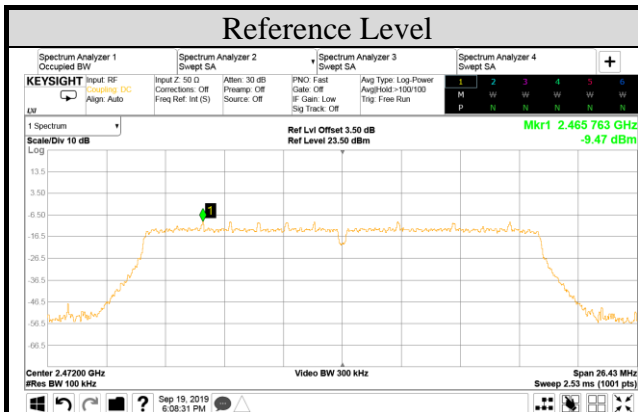 Reference Level
Spectrum Analyzer 1
Occupied BW
Spectrum Analyzer 2
Swept SA
Spectrum Analyzer 3
Swept SA
Spectrum Analyzer 4
Swept SA
+
KEYSIGHT
Input: RF
Coupling: DC
Align: Auto
Input Z: 50 Ω
Corrections: Off
Freq Ref: Int (S)
Atten: 30 dB
Preamp: Off
Source: Off
PNO: Fast
Gate: Off
IF Gain: Low
Sig Track: Off
Avg Type: Log-Power
Avg|Hold:>100/100
Trig: Free Run
1 2 3 4 5 6
M W W W W W
P N N N N N
LXI
1 Spectrum
Scale/Div 10 dB
Ref Lvl Offset 3.50 dB
Ref Level 23.50 dBm
Mkr1 2.465 763 GHz
-9.47 dBm
Log
13.5
3.50
-6.50
1
-16.5
-26.5
-36.5
-46.5
-56.5
-66.5
Center 2.47200 GHz
#Res BW 100 kHz
Video BW 300 kHz
Span 26.43 MHz
Sweep 2.53 ms (1001 pts)
?
Sep 19, 2019
6:08:31 PM